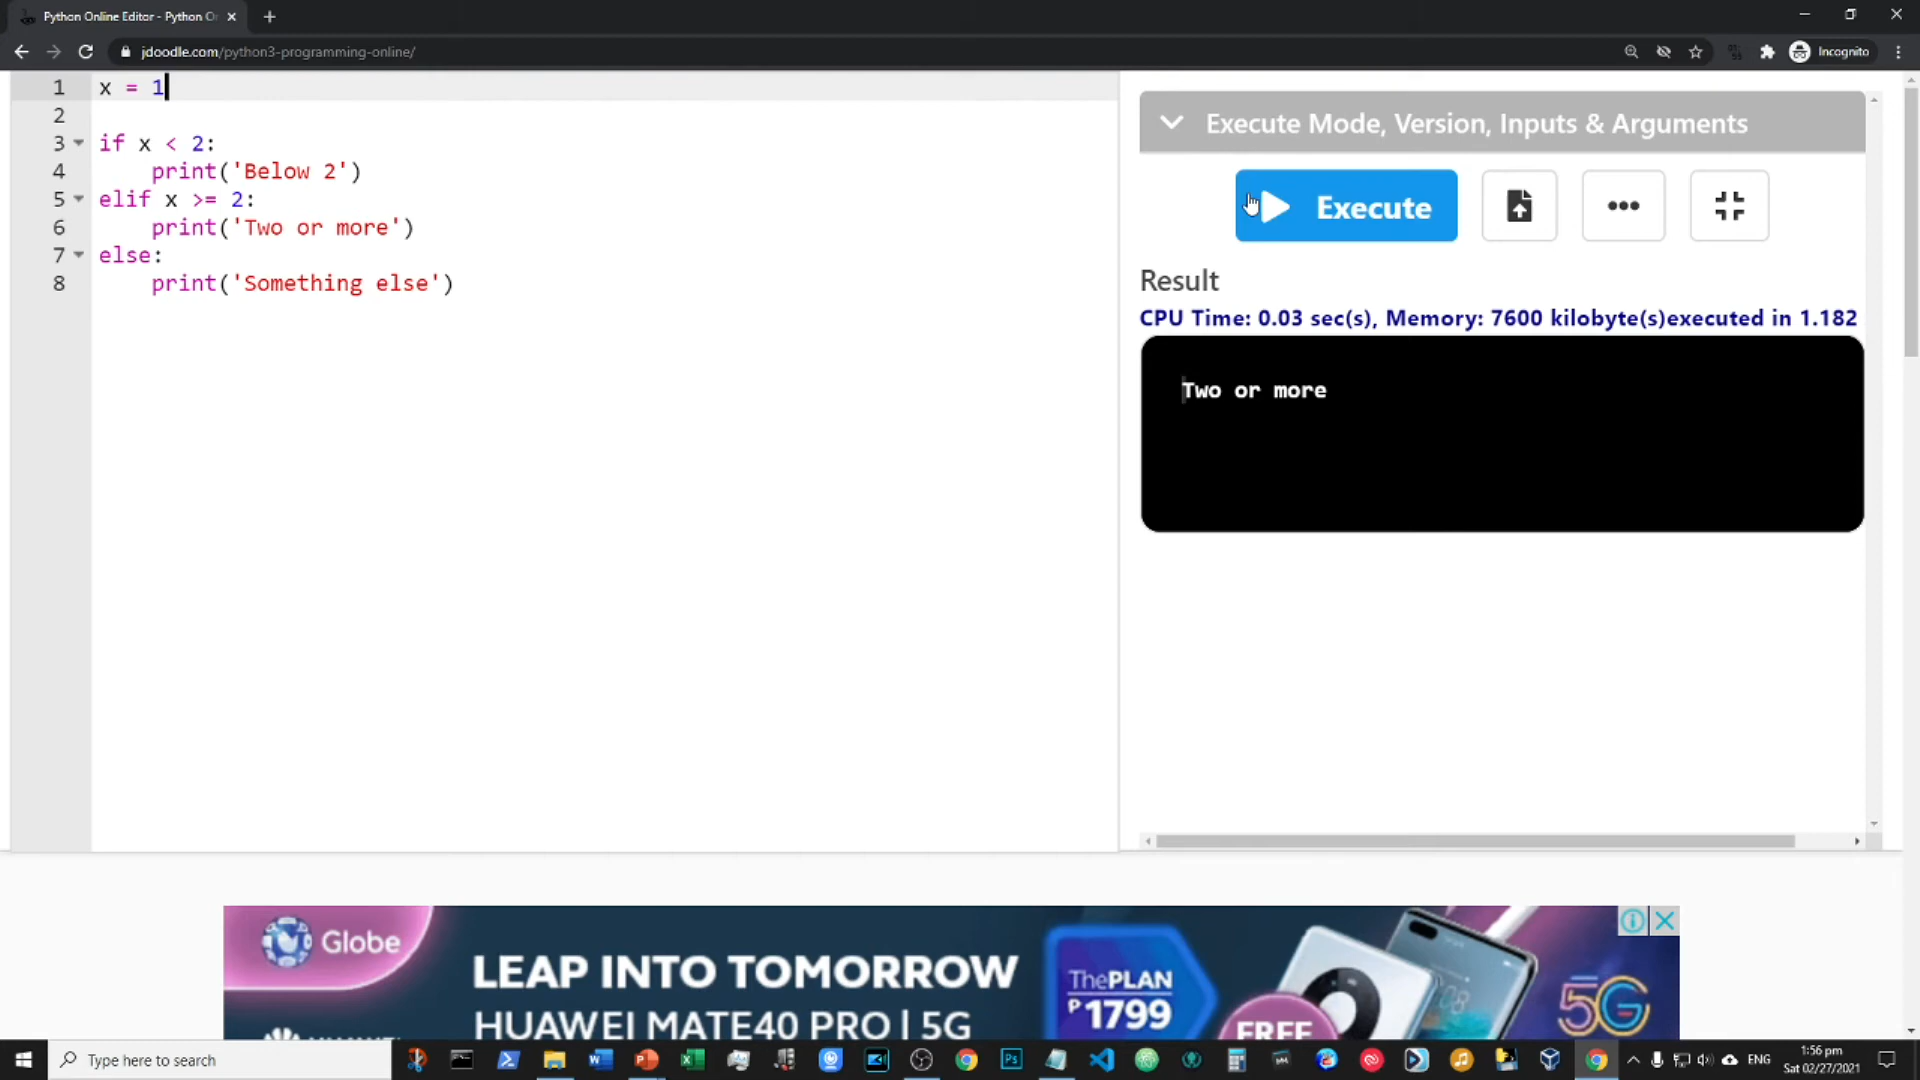 Python Online Editor - Python Or
jdoodle.com/python3-programming-online/
Incognito
1 x = 1
2
3 if x < 2:
4 print('Below 2')
5 elif x >= 2:
6 print('Two or more')
7 else:
8 print('Something else')
Execute Mode, Version, Inputs & Arguments
Execute
Result
CPU Time: 0.03 sec(s), Memory: 7600 kilobyte(s)executed in 1.182
Two or more
Globe
LEAP INTO TOMORROW
HUAWEI MATE40 PRO | 5G
ThePLAN
₱1799
FREE
5G
Type here to search
ENG
1:56 pm
Sat 02/27/2021